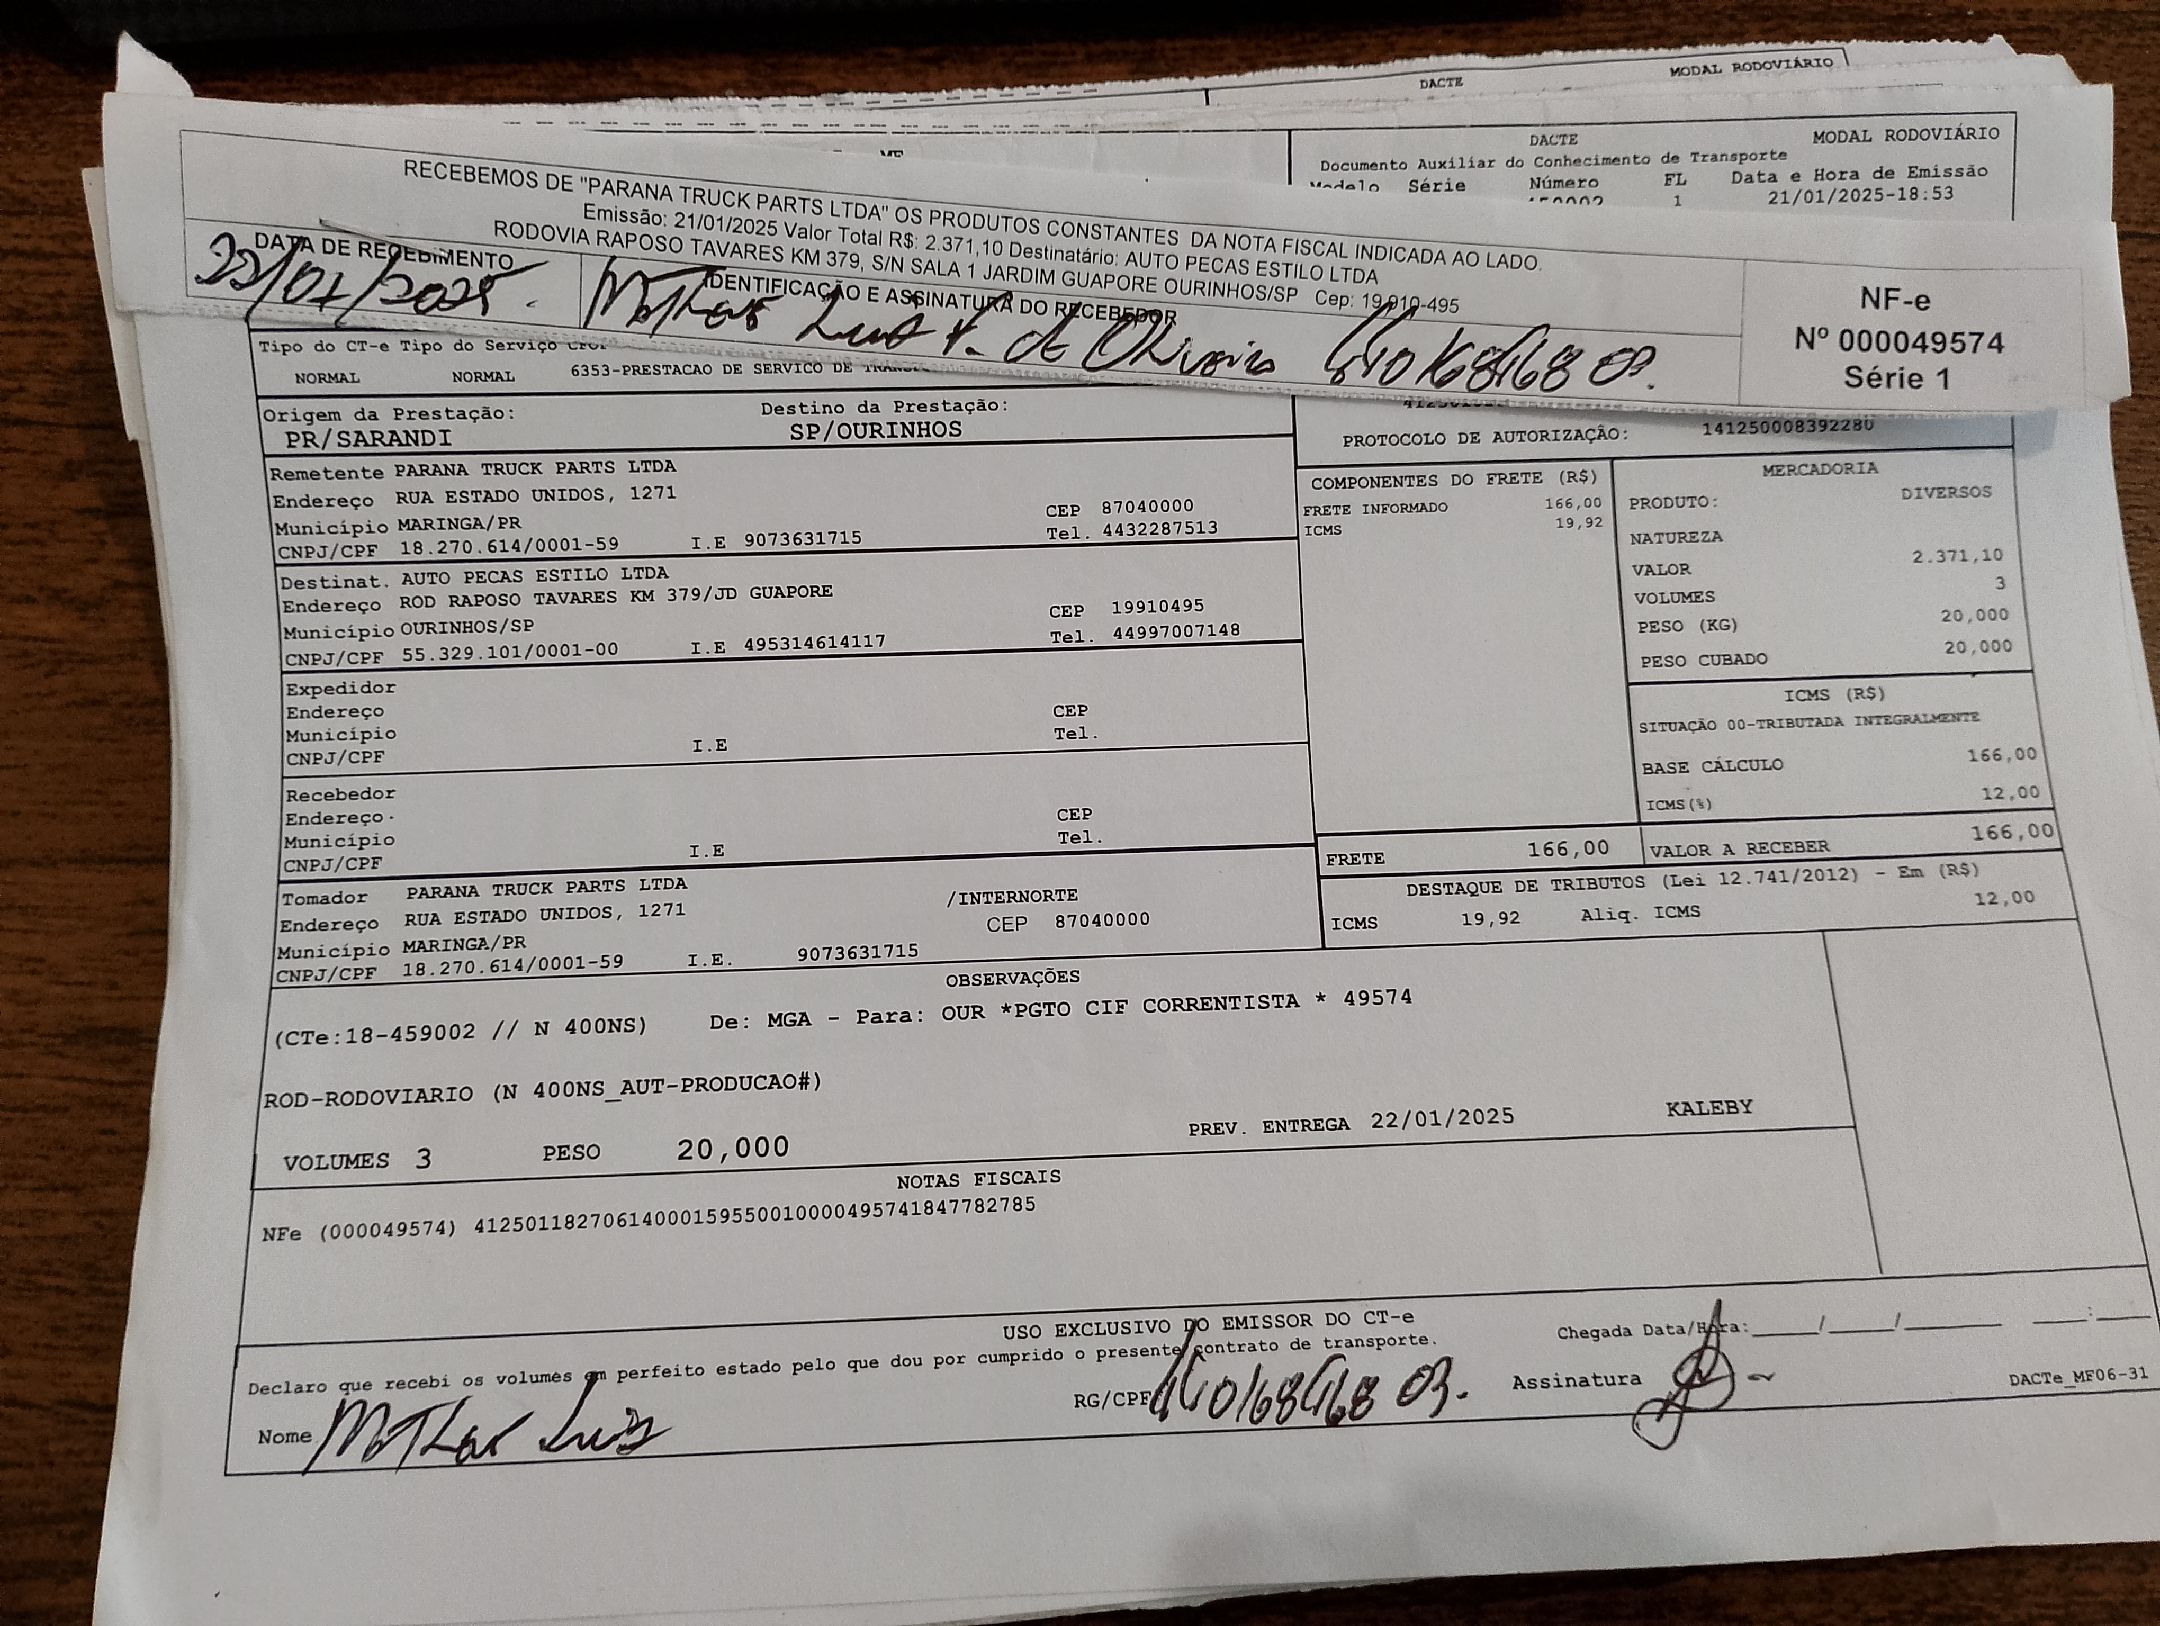 DACTE MODAL RODOVIÁRIO
DACTE MODAL RODOVIÁRIO
Documento Auxiliar do Conhecimento de Transporte
Modelo Série Número FL Data e Hora de Emissão
1 21/01/2025-18:53
RECEBEMOS DE "PARANA TRUCK PARTS LTDA" OS PRODUTOS CONSTANTES DA NOTA FISCAL INDICADA AO LADO.
Emissão: 21/01/2025 Valor Total R$: 2.371,10 Destinatário: AUTO PECAS ESTILO LTDA
RODOVIA RAPOSO TAVARES KM 379, S/N SALA 1 JARDIM GUAPORE OURINHOS/SP Cep: 19.910-495
DATA DE RECEBIMENTO IDENTIFICAÇÃO E ASSINATURA DO RECEBEDOR
22/01/2025. Matheus Luis V. de Oliveira
NF-e
Nº 000049574
Série 1
Tipo do CT-e Tipo do Serviço
NORMAL NORMAL 6353-PRESTACAO DE SERVICO DE
Origem da Prestação: Destino da Prestação:
PR/SARANDI SP/OURINHOS
PROTOCOLO DE AUTORIZAÇÃO: 141250008392280
Remetente PARANA TRUCK PARTS LTDA
Endereço RUA ESTADO UNIDOS, 1271 CEP 87040000
Município MARINGA/PR Tel. 4432287513
CNPJ/CPF 18.270.614/0001-59 I.E 9073631715
Destinat. AUTO PECAS ESTILO LTDA
Endereço ROD RAPOSO TAVARES KM 379/JD GUAPORE CEP 19910495
Município OURINHOS/SP Tel. 44997007148
CNPJ/CPF 55.329.101/0001-00 I.E 495314614117
Expedidor
Endereço CEP
Município Tel.
CNPJ/CPF I.E
Recebedor
Endereço CEP
Município Tel.
CNPJ/CPF I.E
Tomador PARANA TRUCK PARTS LTDA /INTERNORTE
Endereço RUA ESTADO UNIDOS, 1271 CEP 87040000
Município MARINGA/PR
CNPJ/CPF 18.270.614/0001-59 I.E. 9073631715
COMPONENTES DO FRETE (R$)
FRETE INFORMADO 166,00
ICMS 19,92
MERCADORIA
PRODUTO: DIVERSOS
NATUREZA
VALOR 2.371,10
VOLUMES 3
PESO (KG) 20,000
PESO CUBADO 20,000
ICMS (R$)
SITUAÇÃO 00-TRIBUTADA INTEGRALMENTE
BASE CÁLCULO 166,00
ICMS(%) 12,00
FRETE 166,00 VALOR A RECEBER 166,00
DESTAQUE DE TRIBUTOS (Lei 12.741/2012) - Em (R$)
ICMS 19,92 Aliq. ICMS 12,00
OBSERVAÇÕES
(CTe:18-459002 // N 400NS) De: MGA - Para: OUR *PGTO CIF CORRENTISTA * 49574
ROD-RODOVIARIO (N 400NS_AUT-PRODUCAO#)
VOLUMES 3 PESO 20,000 PREV. ENTREGA 22/01/2025 KALEBY
NOTAS FISCAIS
NFe (000049574) 41250118270614000159550010000495741847782785
USO EXCLUSIVO DO EMISSOR DO CT-e
Declaro que recebi os volumes em perfeito estado pelo que dou por cumprido o presente contrato de transporte.
Chegada Data/Hora:____/____/______ ___:___
Nome Matheus Luis RG/CPF Assinatura
DACTe_MF06-31